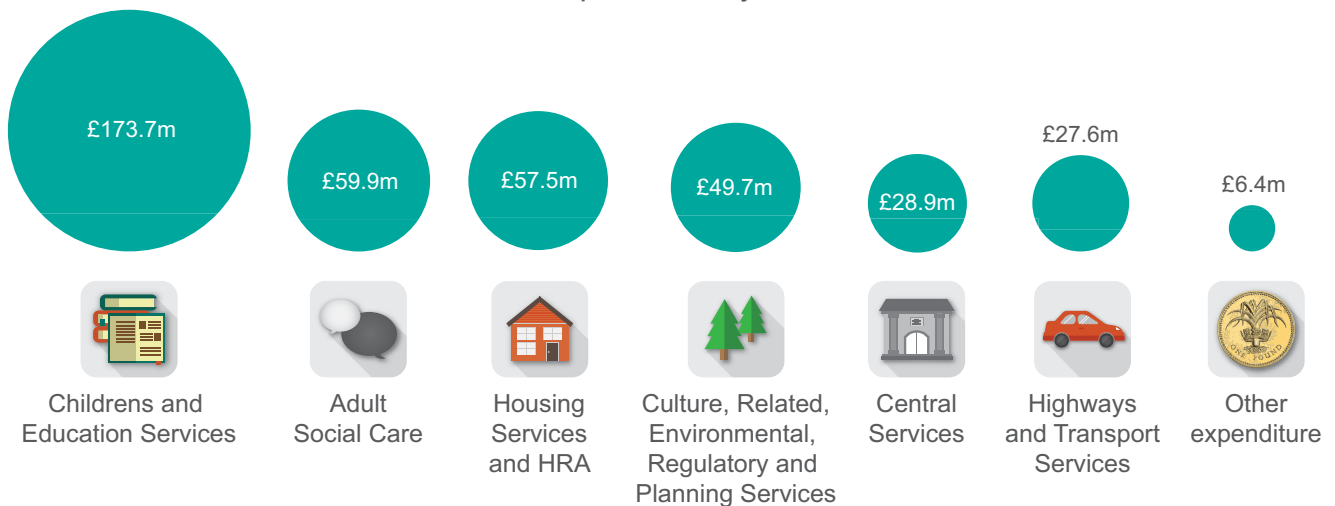 £173.7m
£59.9m
£57.5m
£49.7m
£28.9m
£27.6m
£6.4m
Childrens and
Education Services
Adult
Social Care
Housing
Services
and HRA
Culture, Related,
Environmental,
Regulatory and
Planning Services
Central
Services
Highways
and Transport
Services
Other
expenditure
ONE POUND